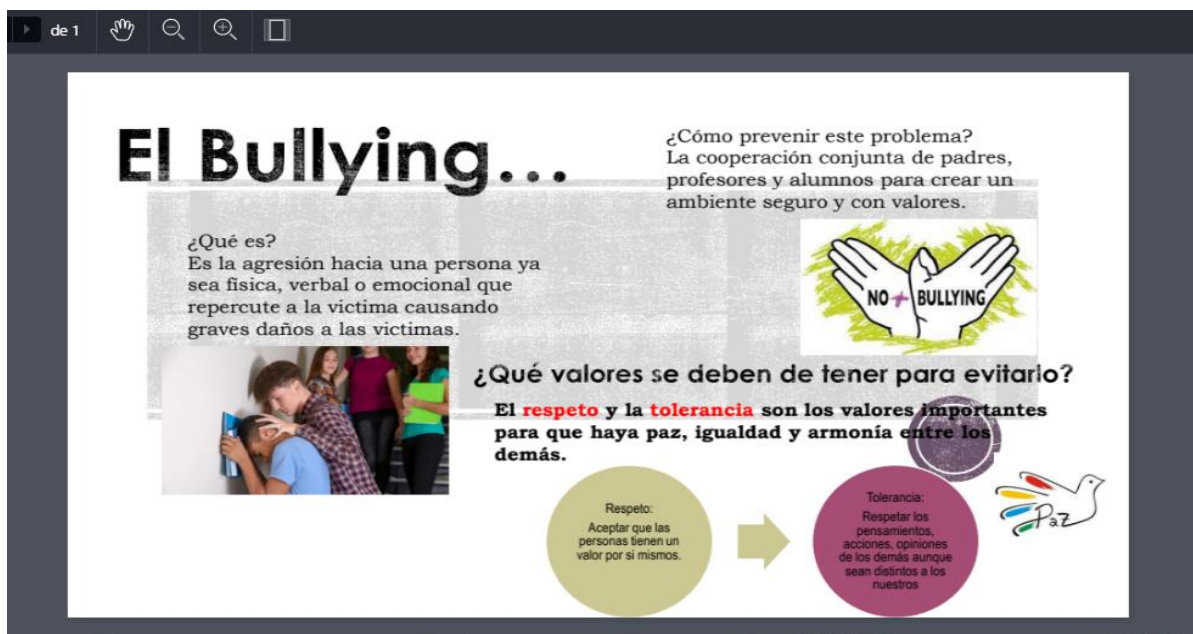 de 1
El Bullying...
¿Qué es?
Es la agresión hacia una persona ya
sea física, verbal o emocional que
repercute a la victima causando
graves daños a las victimas.
¿Cómo prevenir este problema?
La cooperación conjunta de padres,
profesores y alumnos para crear un
ambiente seguro y con valores.
NO + BULLYING
¿Qué valores se deben de tener para evitarlo?
El respeto y la tolerancia son los valores importantes
para que haya paz, igualdad y armonía entre los
demás.
Respeto:
Aceptar que las
personas tienen un
valor por si mismos.
Tolerancia:
Respetar los
pensamientos,
acciones, opiniones
de los demás aunque
sean distintos a los
nuestros
Paz